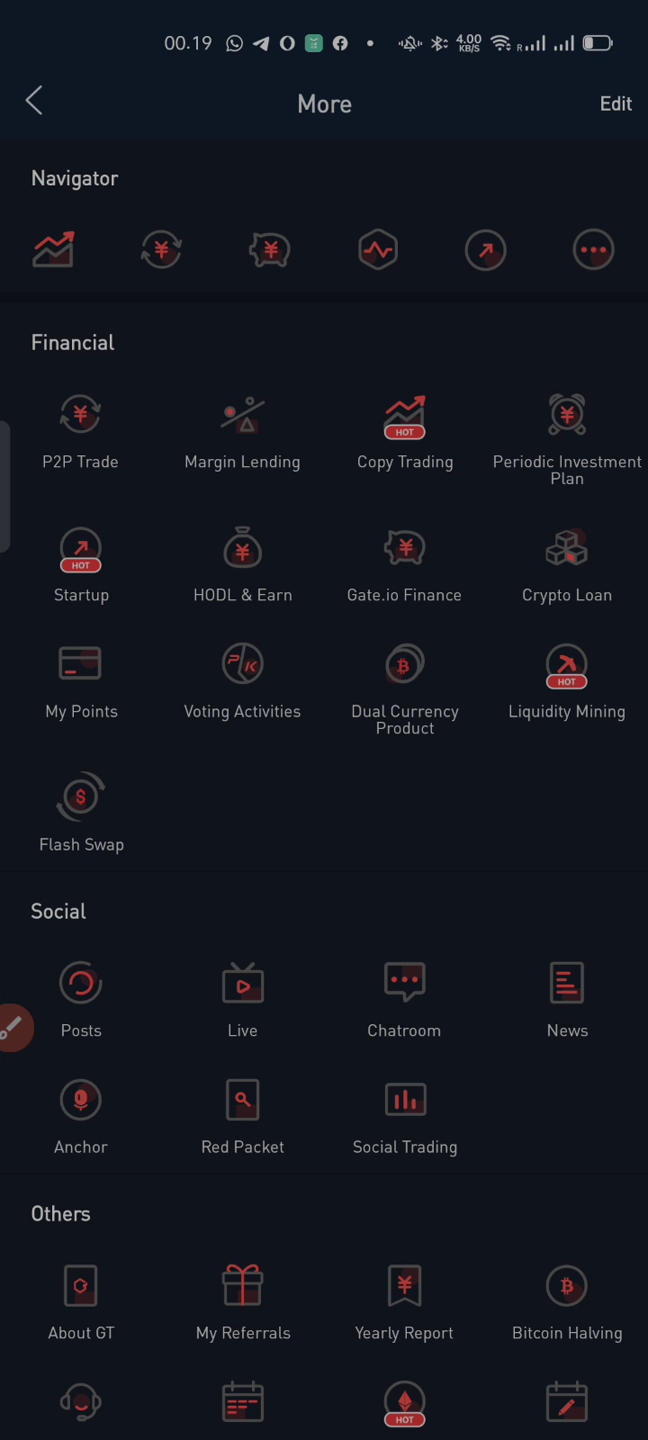 00.19 4.00 KB/S R
More Edit
Navigator
Financial
P2P Trade Margin Lending HOT Copy Trading Periodic Investment Plan
HOT Startup HODL & Earn Gate.io Finance Crypto Loan
My Points Voting Activities Dual Currency Product HOT Liquidity Mining
Flash Swap
Social
Posts Live Chatroom News
Anchor Red Packet Social Trading
Others
About GT My Referrals Yearly Report Bitcoin Halving
HOT